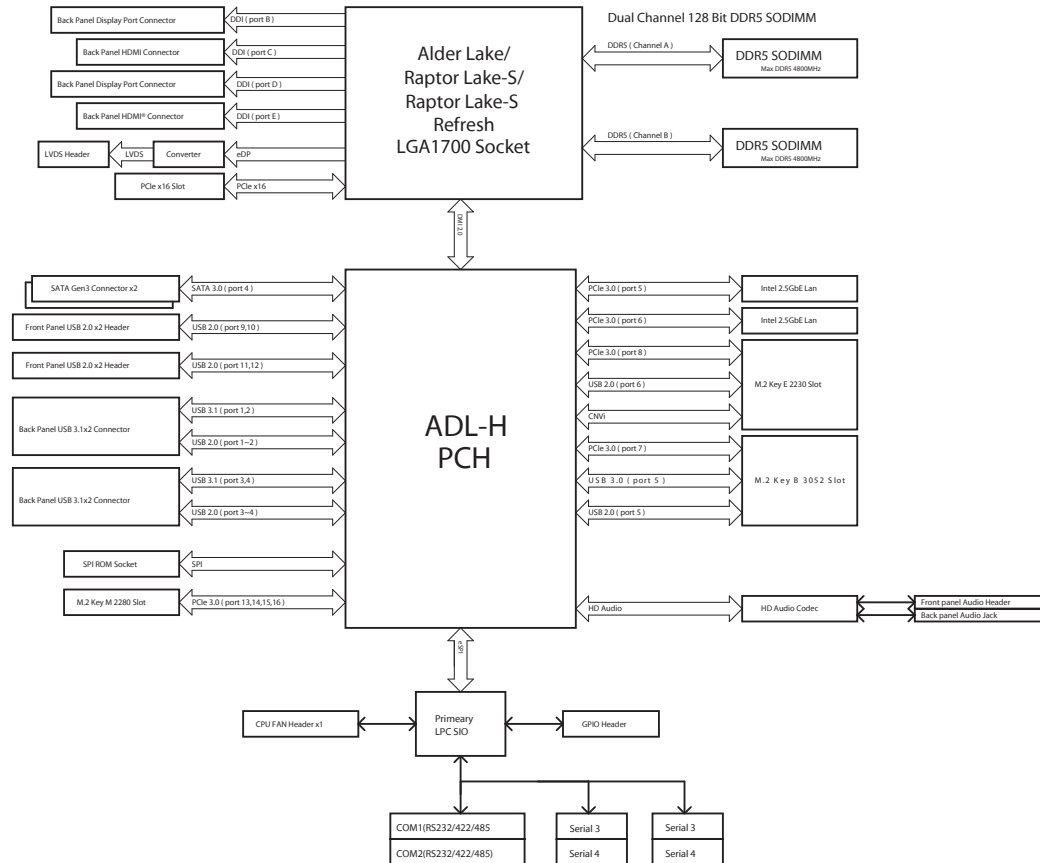 Dual Channel 128 Bit DDR5 SODIMM
Back Panel Display Port Connector
DDI ( port B )
Back Panel HDMI Connector
DDI ( port C )
Back Panel Display Port Connector
DDI ( port D )
Back Panel HDMI® Connector
DDI ( port E )
LVDS Header
LVDS
Converter
eDP
PCIe x16 Slot
PCIe x16
Alder Lake/
Raptor Lake-S/
Raptor Lake-S
Refresh
LGA1700 Socket
DDR5 ( Channel A )
DDR5 SODIMM
Max DDR5 4800MHz
DDR5 ( Channel B )
DDR5 SODIMM
Max DDR5 4800MHz
DMI 2.0
SATA Gen3 Connector x2
SATA 3.0 ( port 4 )
Front Panel USB 2.0 x2 Header
USB 2.0 ( port 9,10 )
Front Panel USB 2.0 x2 Header
USB 2.0 ( port 11,12 )
Back Panel USB 3.1x2 Connector
USB 3.1 ( port 1,2 )
USB 2.0 ( port 1~2 )
Back Panel USB 3.1x2 Connector
USB 3.1 ( port 3,4 )
USB 2.0 ( port 3~4 )
SPI ROM Socket
SPI
M.2 Key M 2280 Slot
PCIe 3.0 ( port 13,14,15,16 )
ADL-H
PCH
PCIe 3.0 ( port 5 )
Intel 2.5GbE Lan
PCIe 3.0 ( port 6 )
Intel 2.5GbE Lan
PCIe 3.0 ( port 8 )
USB 2.0 ( port 6 )
CNVi
M.2 Key E 2230 Slot
PCIe 3.0 ( port 7 )
USB 3.0 ( port 5 )
USB 2.0 ( port 5 )
M.2 Key B 3052 Slot
HD Audio
HD Audio Codec
Front panel Audio Header
Back panel Audio Jack
eSPI
CPU FAN Header x1
Primeary
LPC SIO
GPIO Header
COM1(RS232/422/485
COM2(RS232/422/485)
Serial 3
Serial 4
Serial 3
Serial 4